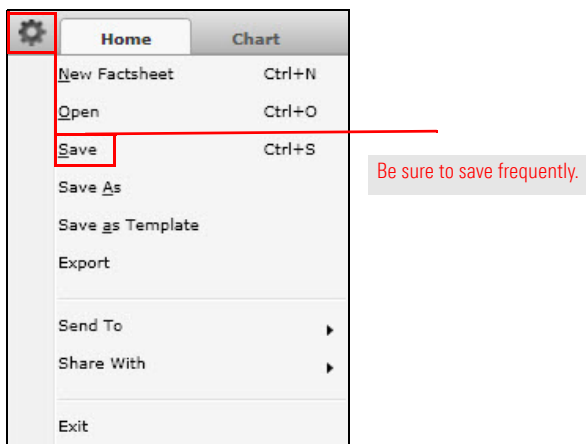 Home Chart
New Factsheet Ctrl+N
Open Ctrl+O
Save Ctrl+S
Be sure to save frequently.
Save As
Save as Template
Export
Send To
Share With
Exit